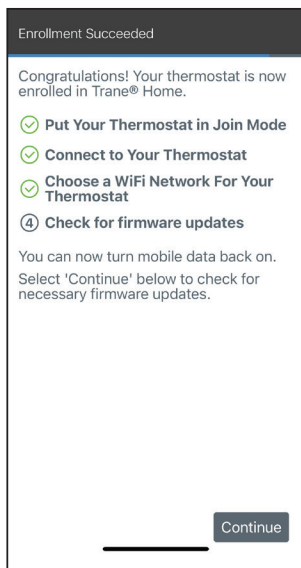 Enrollment Succeeded
Congratulations! Your thermostat is now
enrolled in Trane® Home.
Put Your Thermostat in Join Mode
Connect to Your Thermostat
Choose a WiFi Network For Your
Thermostat
4 Check for firmware updates
You can now turn mobile data back on.
Select 'Continue' below to check for
necessary firmware updates.
Continue